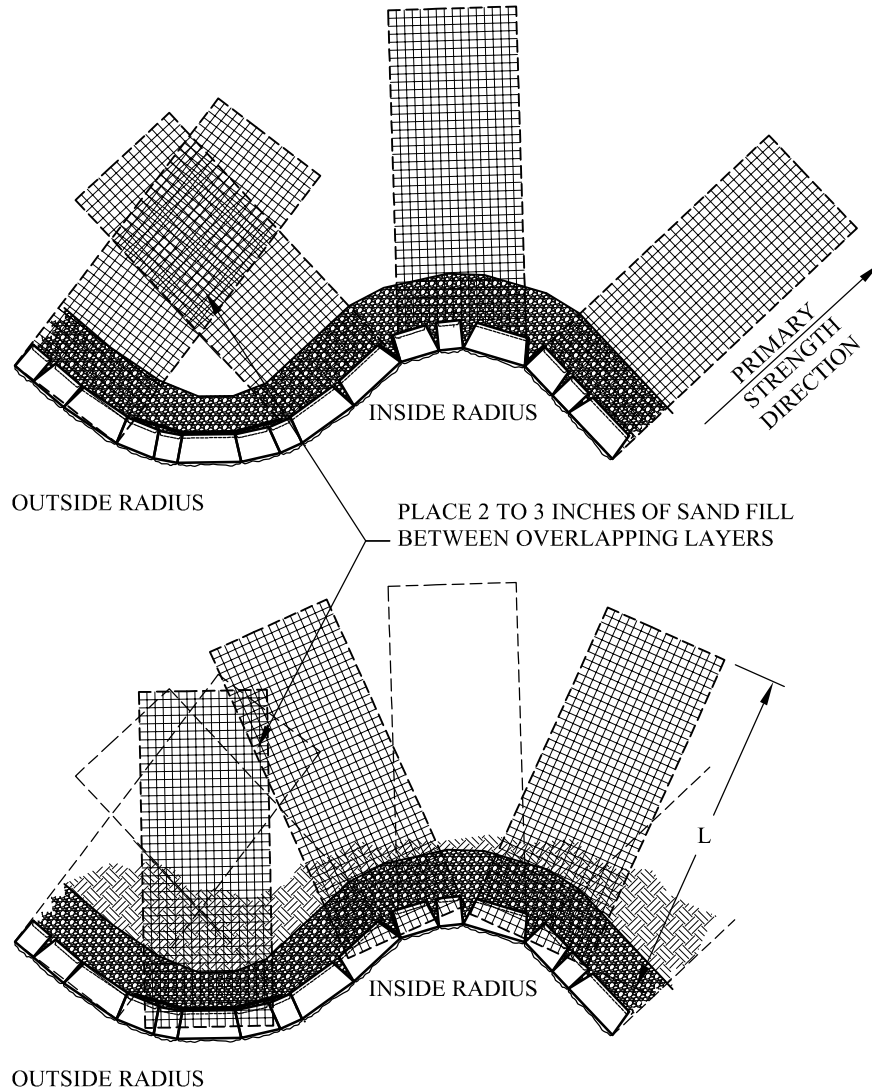 PRIMARY
STRENGTH
DIRECTION
INSIDE RADIUS
OUTSIDE RADIUS
PLACE 2 TO 3 INCHES OF SAND FILL
BETWEEN OVERLAPPING LAYERS
L
INSIDE RADIUS
OUTSIDE RADIUS